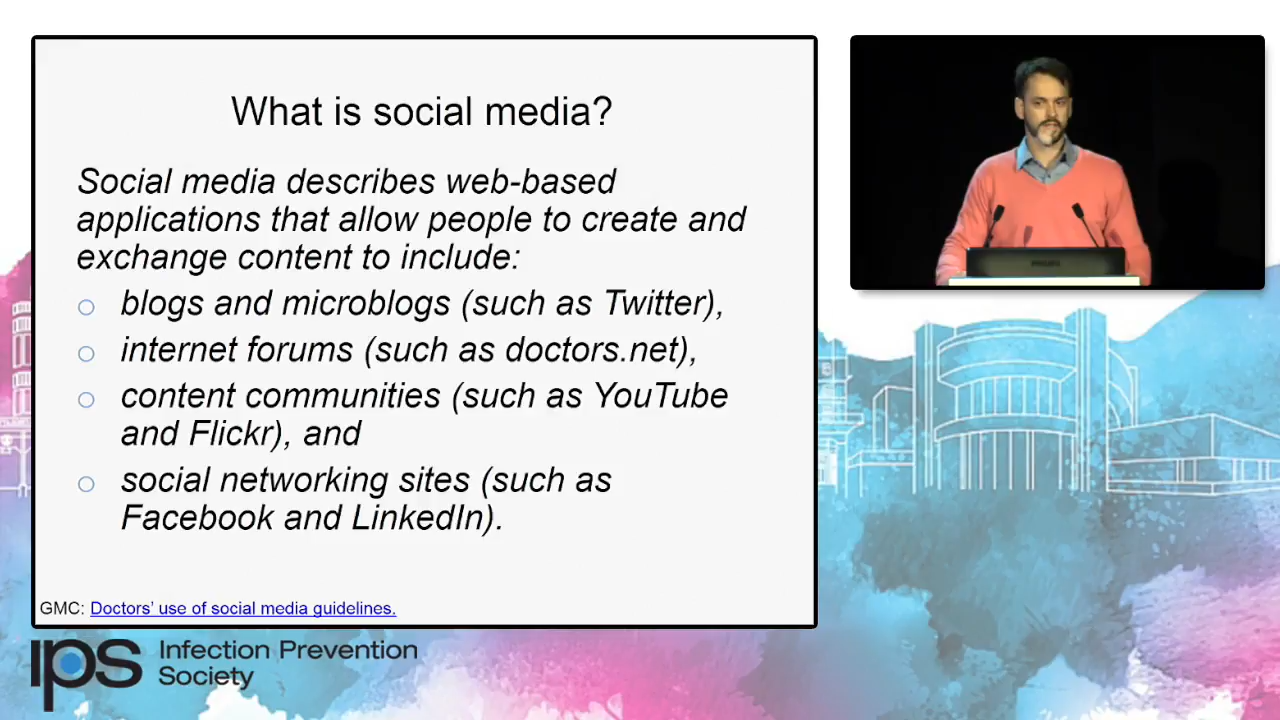 What is social media?
Social media describes web-based
applications that allow people to create and
exchange content to include:
blogs and microblogs (such as Twitter),
internet forums (such as doctors.net),
content communities (such as YouTube
and Flickr), and
social networking sites (such as
Facebook and LinkedIn).
GMC: Doctors’ use of social media guidelines.
IPS Infection Prevention
Society
PHILIPS